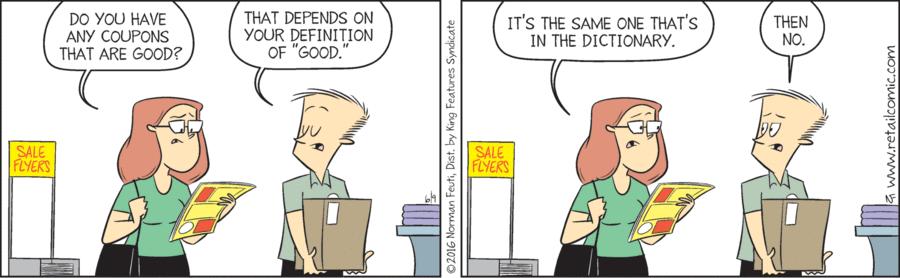 DO YOU HAVE
ANY COUPONS
THAT ARE GOOD?
THAT DEPENDS ON
YOUR DEFINITION
OF "GOOD."
SALE
FLYERS
6/9
©2016 Norman Feuti, Dist. by King Features Syndicate
IT'S THE SAME ONE THAT'S
IN THE DICTIONARY.
THEN
NO.
SALE
FLYERS
www.retailcomic.com